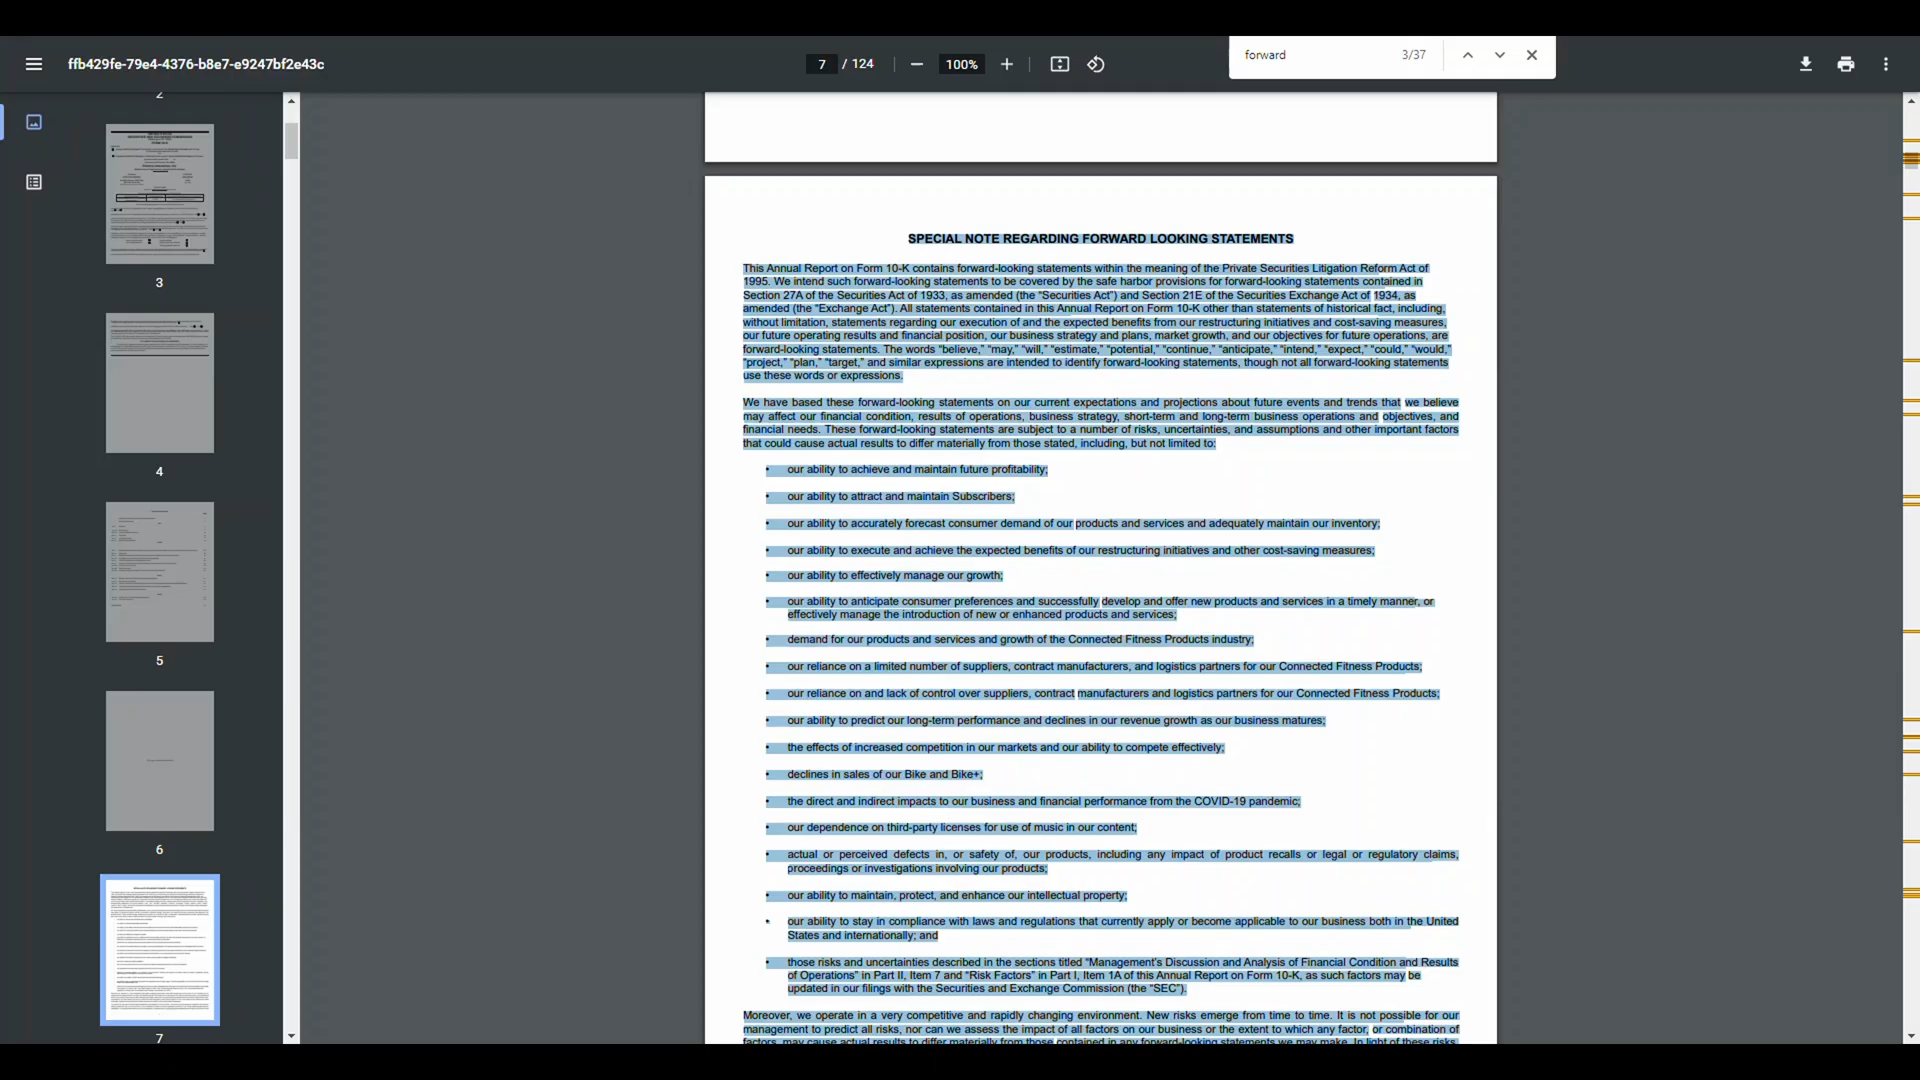 ffb429fe-79e4-4376-b8e7-e9247bf2e43c
7 / 124
100%
forward
3/37
2
3
4
5
6
7
SPECIAL NOTE REGARDING FORWARD LOOKING STATEMENTS
This Annual Report on Form 10-K contains forward-looking statements within the meaning of the Private Securities Litigation Reform Act of
1995. We intend such forward-looking statements to be covered by the safe harbor provisions for forward-looking statements contained in
Section 27A of the Securities Act of 1933, as amended (the “Securities Act”) and Section 21E of the Securities Exchange Act of 1934, as
amended (the “Exchange Act”). All statements contained in this Annual Report on Form 10-K other than statements of historical fact, including,
without limitation, statements regarding our execution of and the expected benefits from our restructuring initiatives and cost-saving measures,
our future operating results and financial position, our business strategy and plans, market growth, and our objectives for future operations, are
forward-looking statements. The words “believe,” “may,” “will,” “estimate,” “potential,” “continue,” “anticipate,” “intend,” “expect,” “could,” “would,”
“project,” “plan,” “target,” and similar expressions are intended to identify forward-looking statements, though not all forward-looking statements
use these words or expressions.
We have based these forward-looking statements on our current expectations and projections about future events and trends that we believe
may affect our financial condition, results of operations, business strategy, short-term and long-term business operations and objectives, and
financial needs. These forward-looking statements are subject to a number of risks, uncertainties, and assumptions and other important factors
that could cause actual results to differ materially from those stated, including, but not limited to:
• our ability to achieve and maintain future profitability;
• our ability to attract and maintain Subscribers;
• our ability to accurately forecast consumer demand of our products and services and adequately maintain our inventory;
• our ability to execute and achieve the expected benefits of our restructuring initiatives and other cost-saving measures;
• our ability to effectively manage our growth;
• our ability to anticipate consumer preferences and successfully develop and offer new products and services in a timely manner, or
effectively manage the introduction of new or enhanced products and services;
• demand for our products and services and growth of the Connected Fitness Products industry;
• our reliance on a limited number of suppliers, contract manufacturers, and logistics partners for our Connected Fitness Products;
• our reliance on and lack of control over suppliers, contract manufacturers and logistics partners for our Connected Fitness Products;
• our ability to predict our long-term performance and declines in our revenue growth as our business matures;
• the effects of increased competition in our markets and our ability to compete effectively;
• declines in sales of our Bike and Bike+;
• the direct and indirect impacts to our business and financial performance from the COVID-19 pandemic;
• our dependence on third-party licenses for use of music in our content;
• actual or perceived defects in, or safety of, our products, including any impact of product recalls or legal or regulatory claims,
proceedings or investigations involving our products;
• our ability to maintain, protect, and enhance our intellectual property;
• our ability to stay in compliance with laws and regulations that currently apply or become applicable to our business both in the United
States and internationally; and
• those risks and uncertainties described in the sections titled “Management’s Discussion and Analysis of Financial Condition and Results
of Operations” in Part II, Item 7 and “Risk Factors” in Part I, Item 1A of this Annual Report on Form 10-K, as such factors may be
updated in our filings with the Securities and Exchange Commission (the “SEC”).
Moreover, we operate in a very competitive and rapidly changing environment. New risks emerge from time to time. It is not possible for our
management to predict all risks, nor can we assess the impact of all factors on our business or the extent to which any factor, or combination of
factors, may cause actual results to differ materially from those contained in any forward-looking statements we may make. In light of these risks,